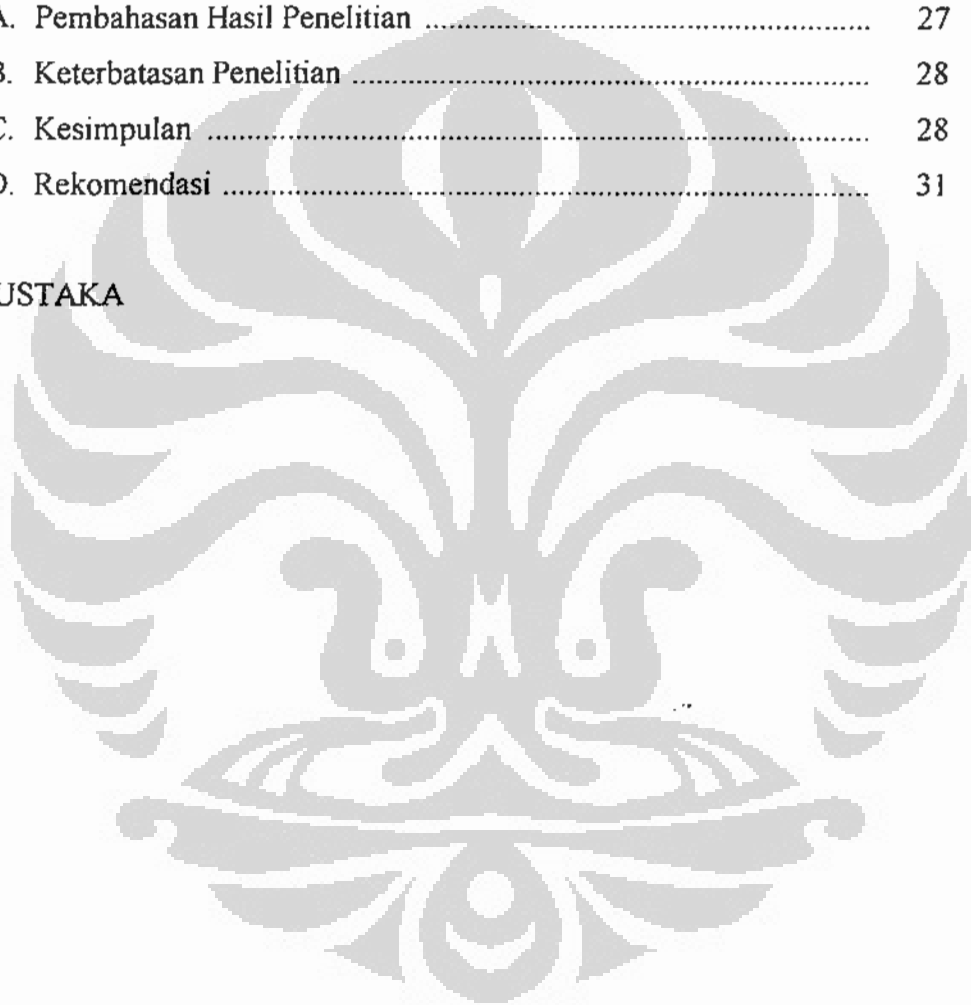 A. Pembahasan Hasil Penelitian ........................................................................ 27
B. Keterbatasan Penelitian .................................................................................. 28
C. Kesimpulan ..................................................................................................... 28
D. Rekomendasi .................................................................................................. 31
USTAKA